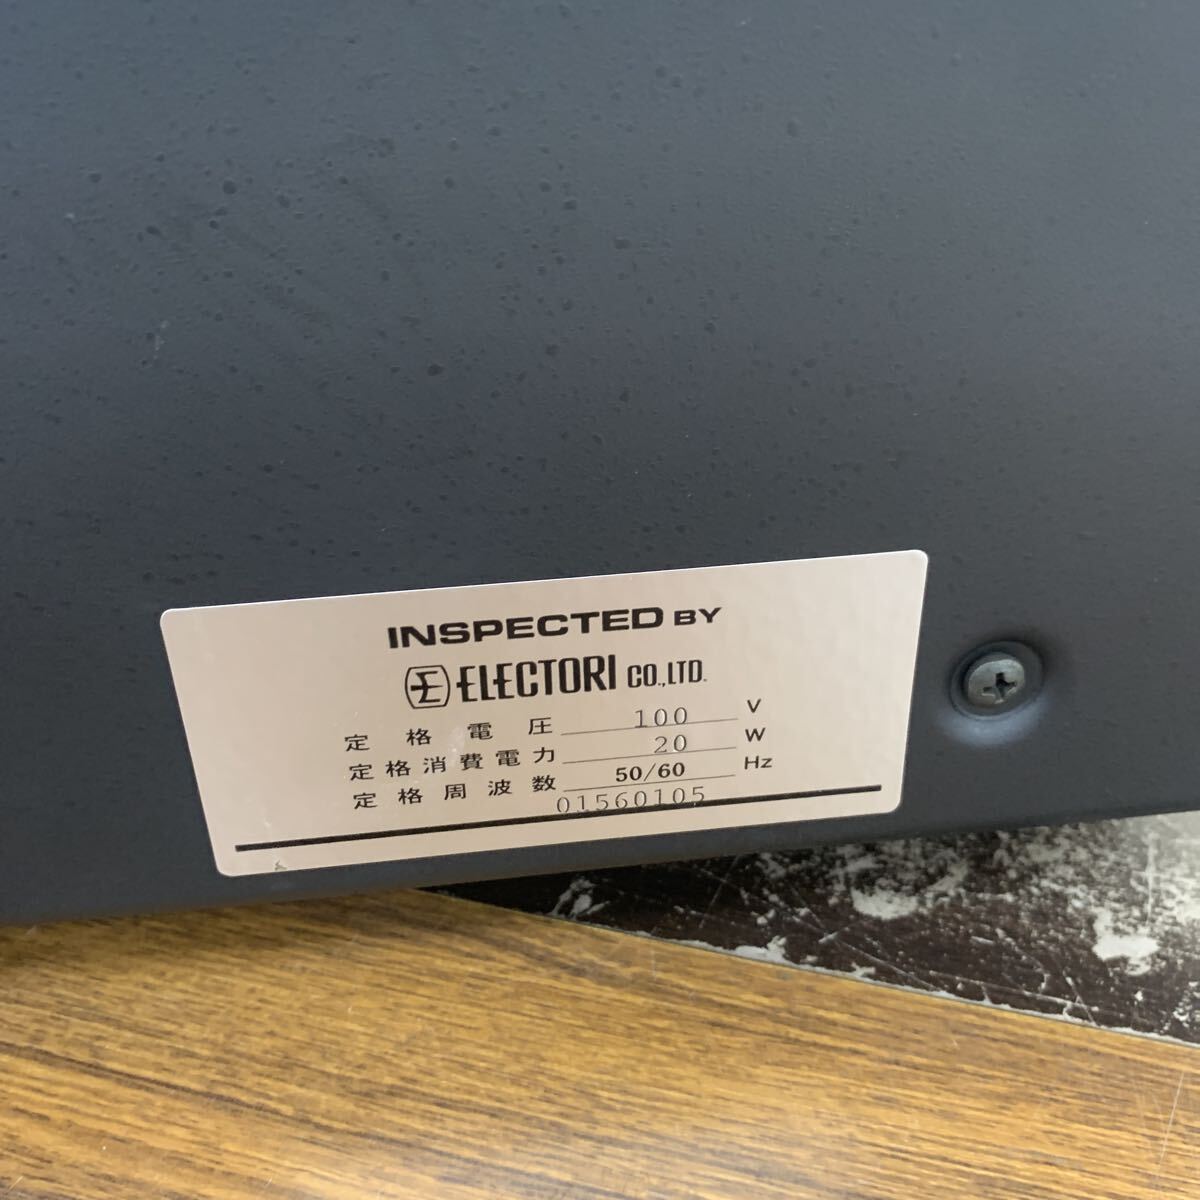 INSPECTED BY
E ELECTORI CO.,LTD.
定格電圧 100 V
定格消費電力 20 W
定格周波数 50/60 Hz
01560105